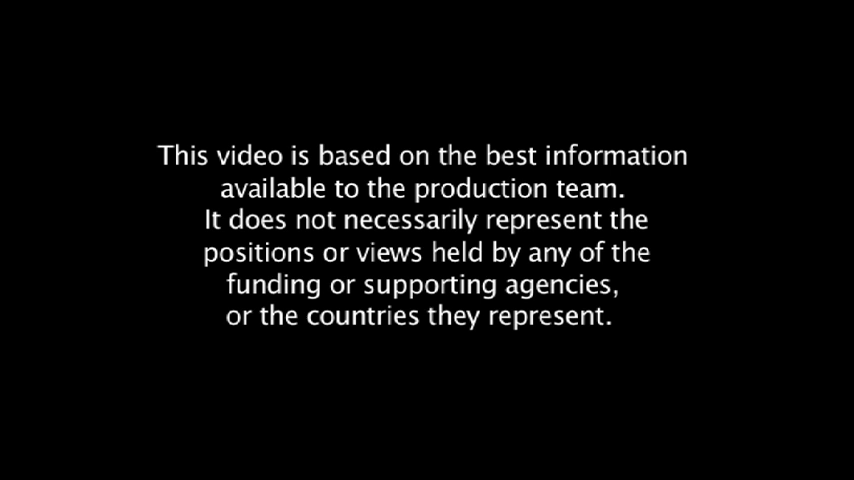 This video is based on the best information
available to the production team.
It does not necessarily represent the
positions or views held by any of the
funding or supporting agencies,
or the countries they represent.